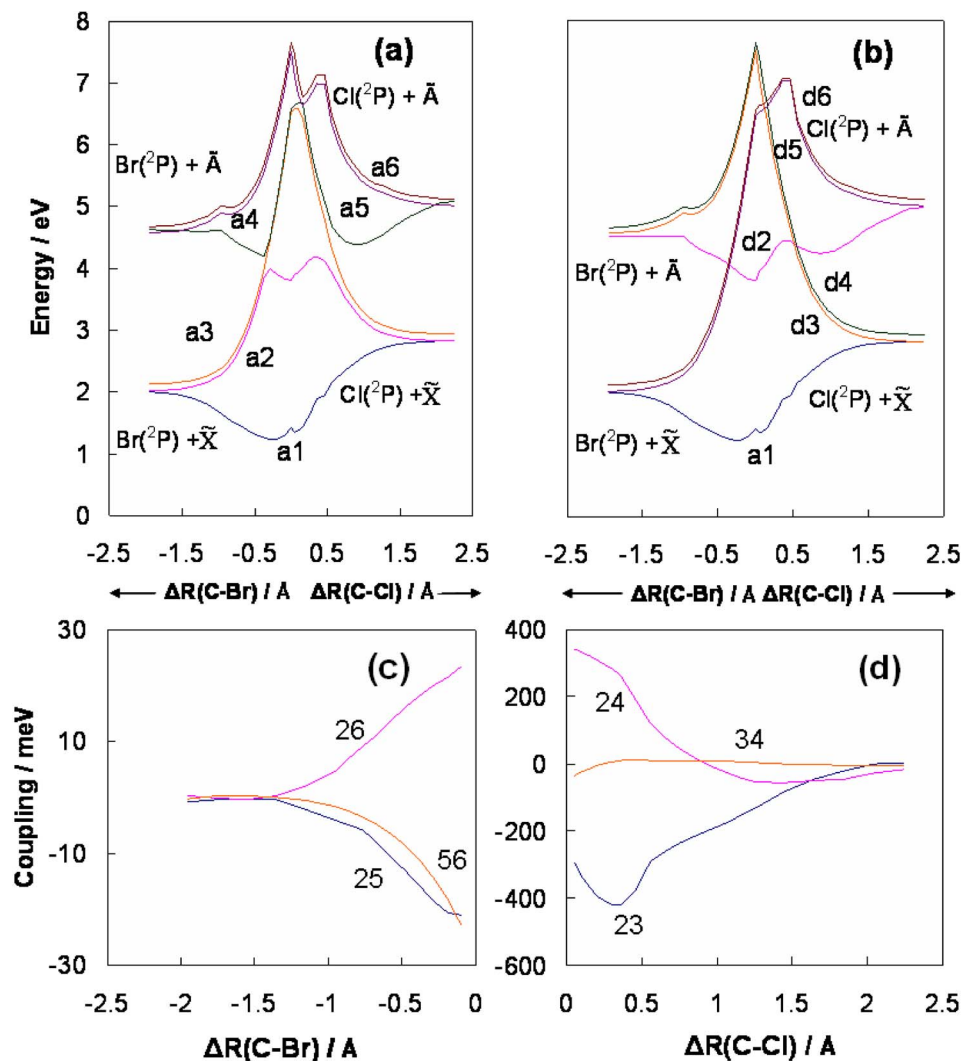 (a)
(b)
8
7
6
5
4
3
2
1
0
Energy / eV
Cl(²P) + Ã
Br(²P) + Ã
a6
a4
a5
a3
a2
Cl(²P) +X̃
Br(²P) +X̃
a1
d6
Cl(²P) + Ã
d5
d2
Br(²P) + Ã
d4
d3
Cl(²P) +X̃
Br(²P) + X̃
a1
-2.5 -1.5 -0.5 0.5 1.5 2.5
ΔR(C-Br) / Å ΔR(C-Cl) / Å
-2.5 -1.5 -0.5 0.5 1.5 2.5
ΔR(C-Br) / Å ΔR(C-Cl) / Å
30
10
-10
-30
Coupling / meV
(c)
26
56
25
-2.5 -2 -1.5 -1 -0.5 0
ΔR(C-Br) / Å
400
200
0
-200
-400
-600
(d)
24
34
23
0 0.5 1 1.5 2 2.5
ΔR(C-Cl) / Å